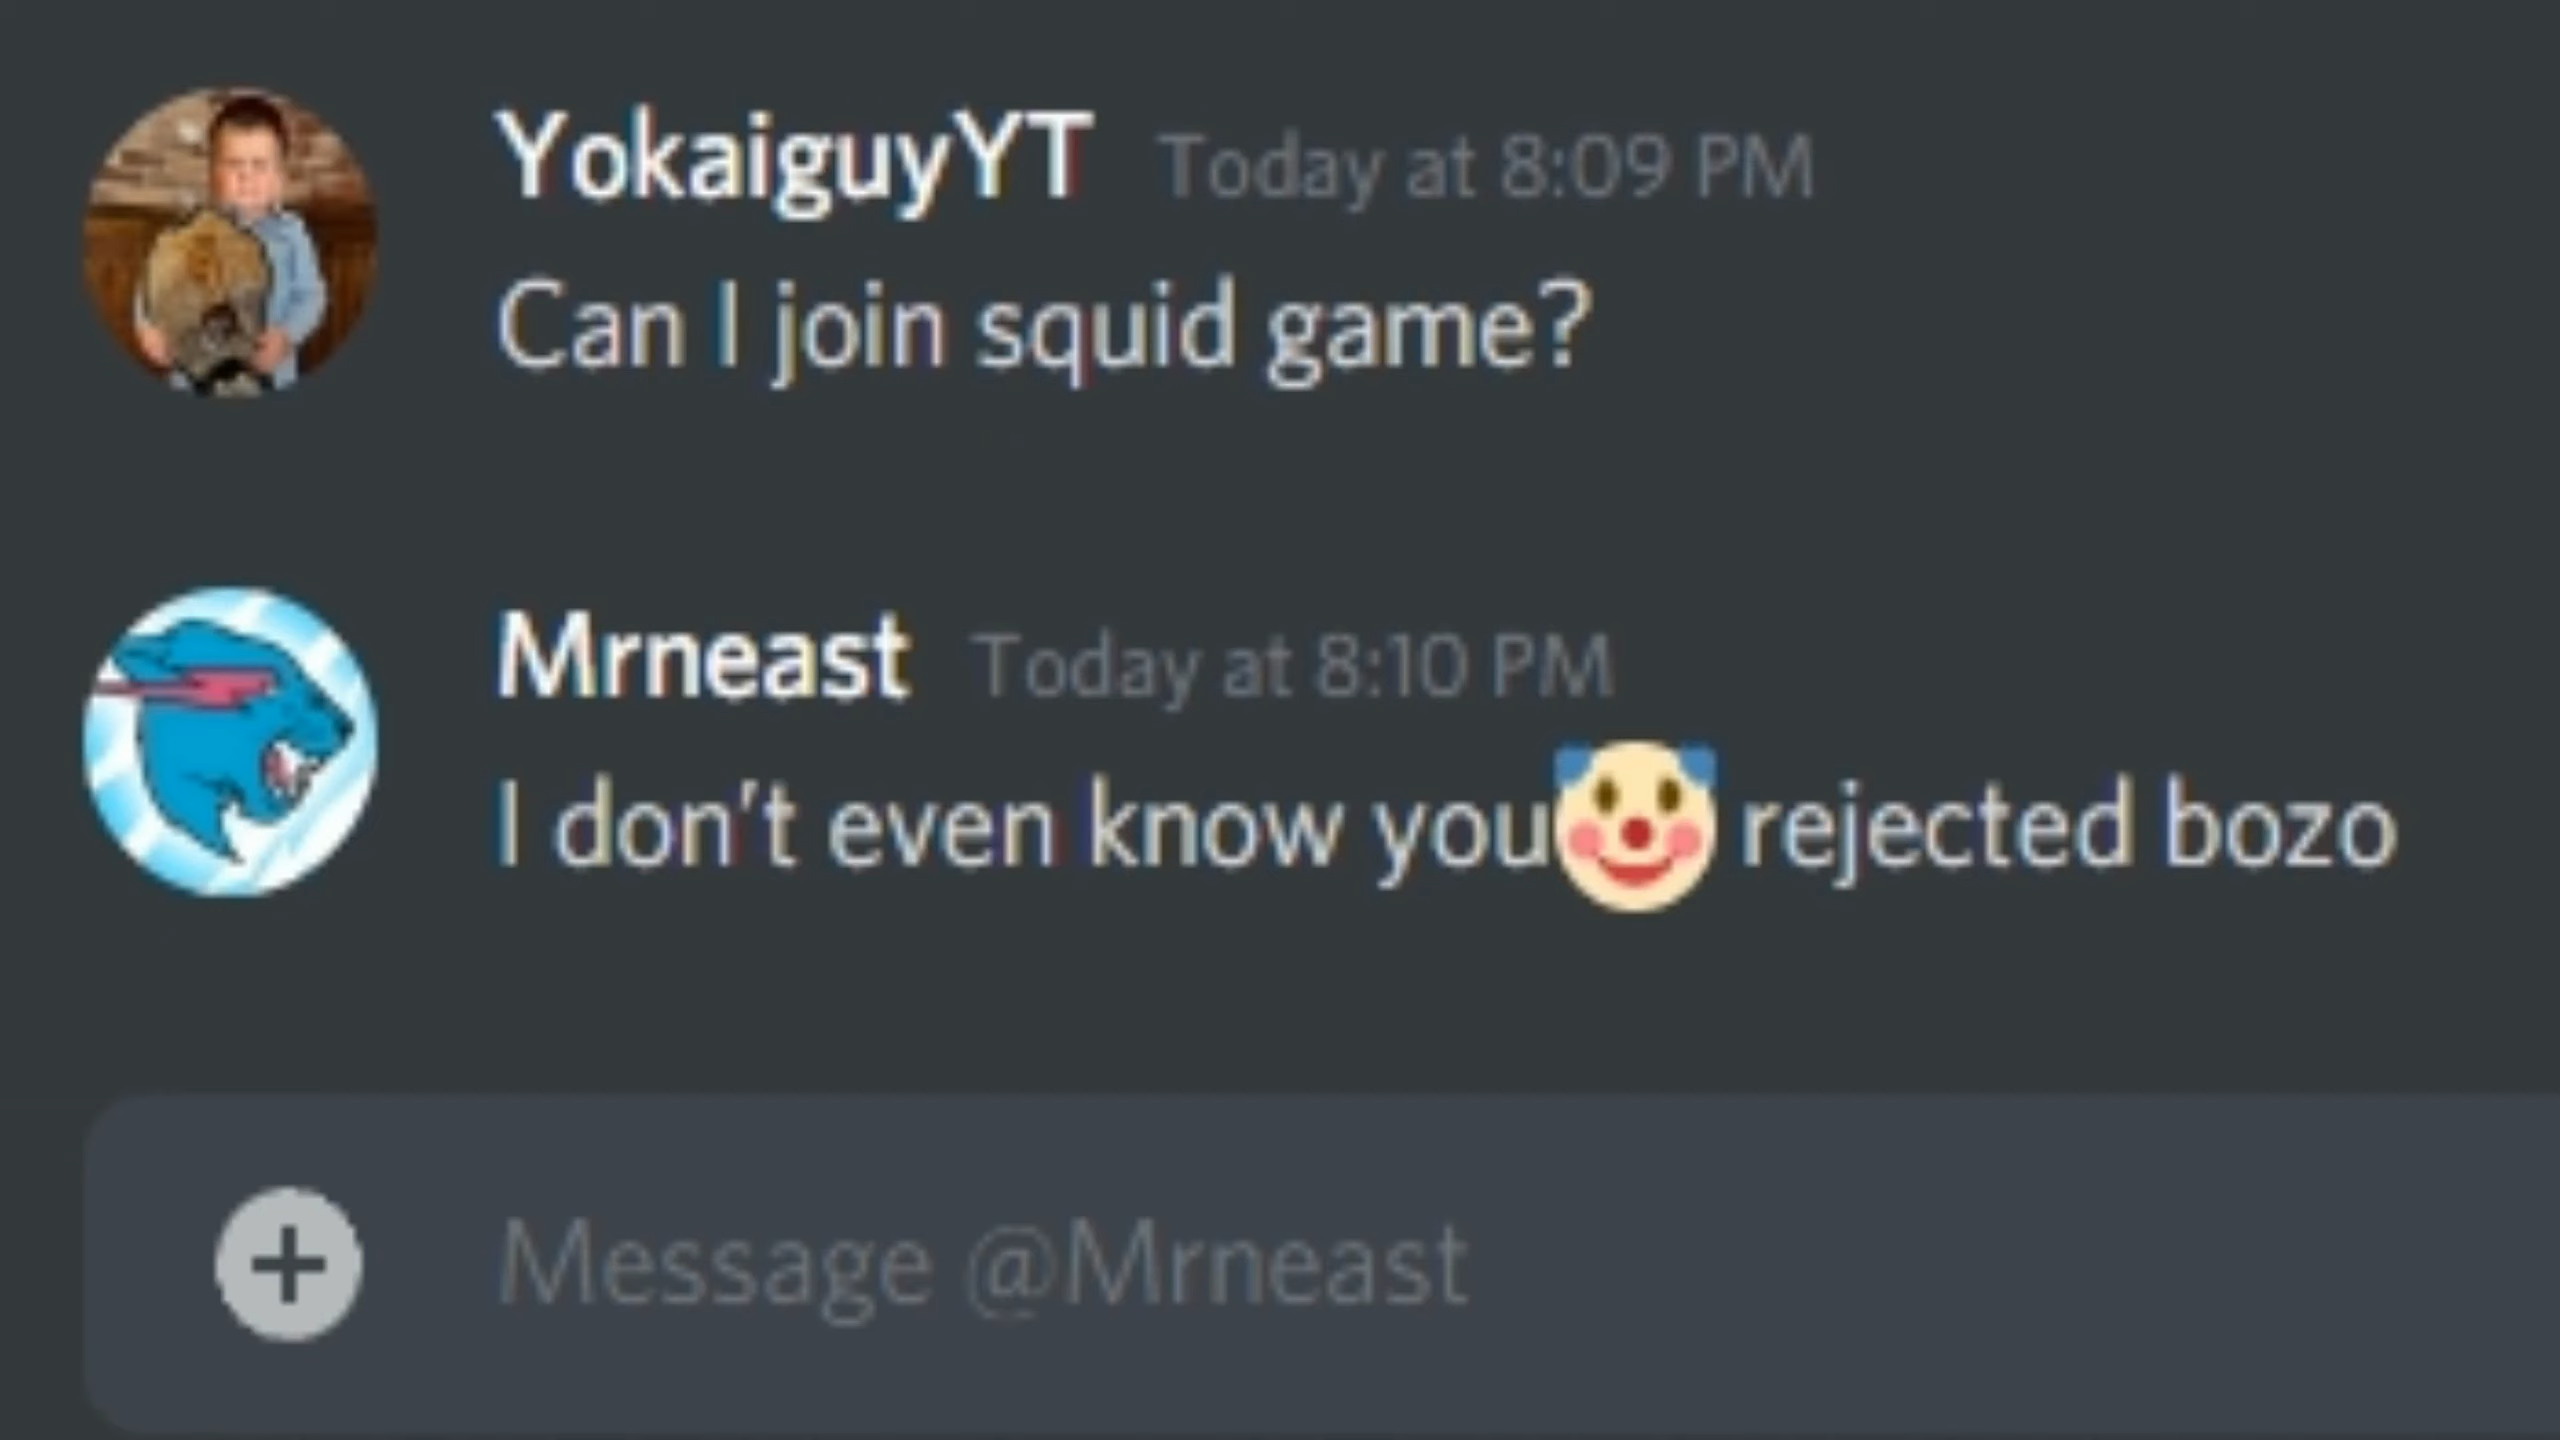 YokaiguyYT Today at 8:09 PM
Can I join squid game?
Mrneast Today at 8:10 PM
I don't even know you🤡 rejected bozo
Message @Mrneast